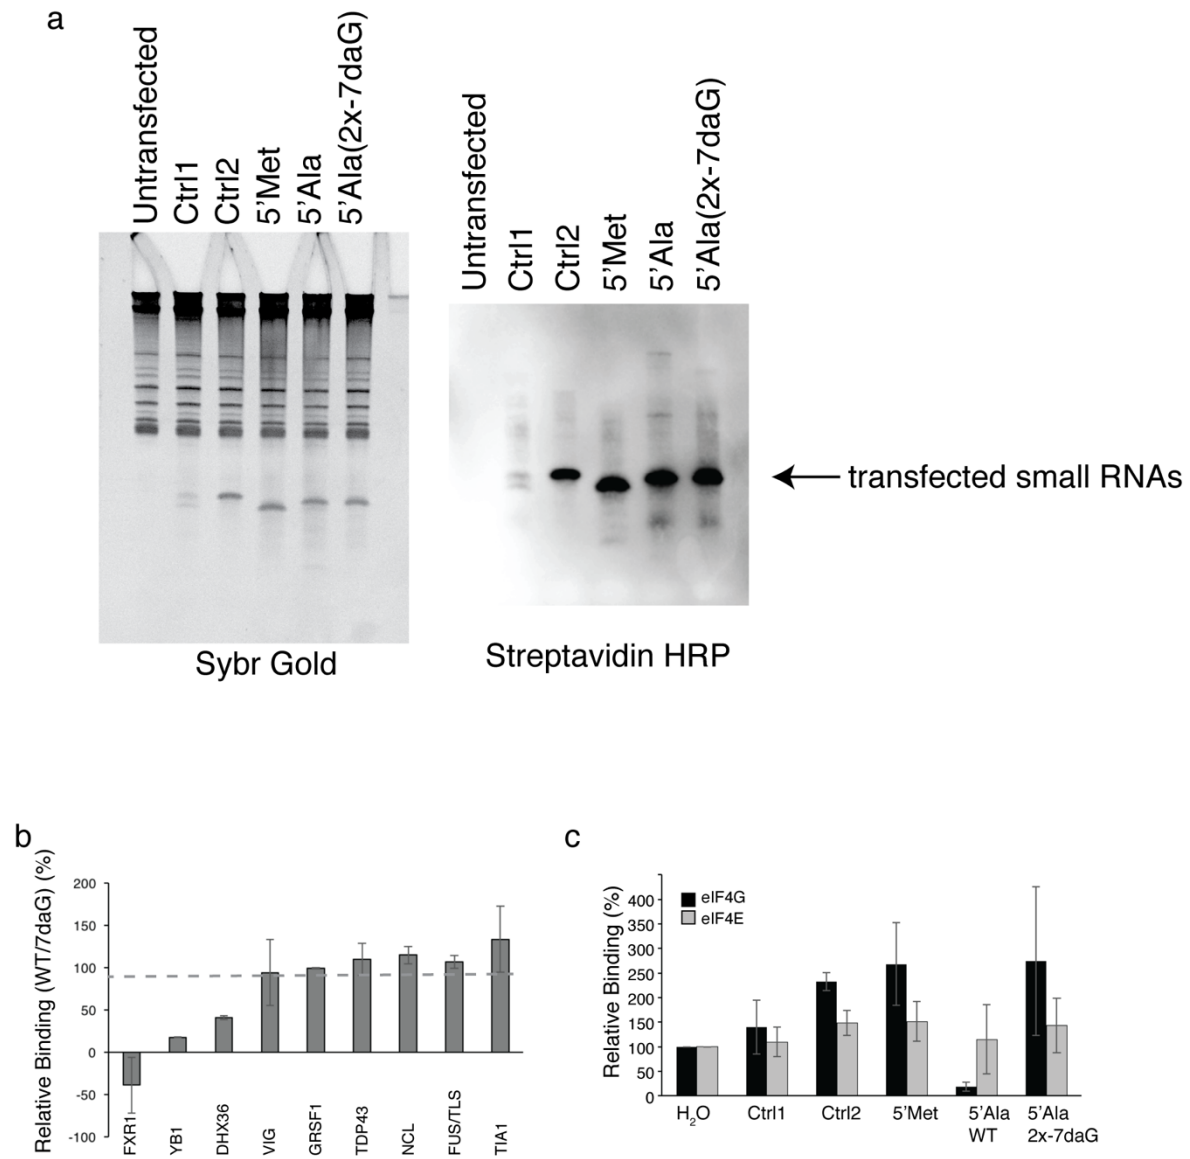 a
Untransfected
Ctrl1
Ctrl2
5'Met
5'Ala
5'Ala(2x-7daG)
Untransfected
Ctrl1
Ctrl2
5'Met
5'Ala
5'Ala(2x-7daG)
transfected small RNAs
Sybr Gold
Streptavidin HRP
b
Relative Binding (WT/7daG) (%)
200
150
100
50
0
-50
-100
FXR1
YB1
DHX36
VIG
GRSF1
TDP43
NCL
FUS/TLS
TIA1
c
Relative Binding (%)
eIF4G
eIF4E
400
350
300
250
200
150
100
50
0
H2O
Ctrl1
Ctrl2
5'Met
5'Ala
WT
5'Ala
2x-7daG